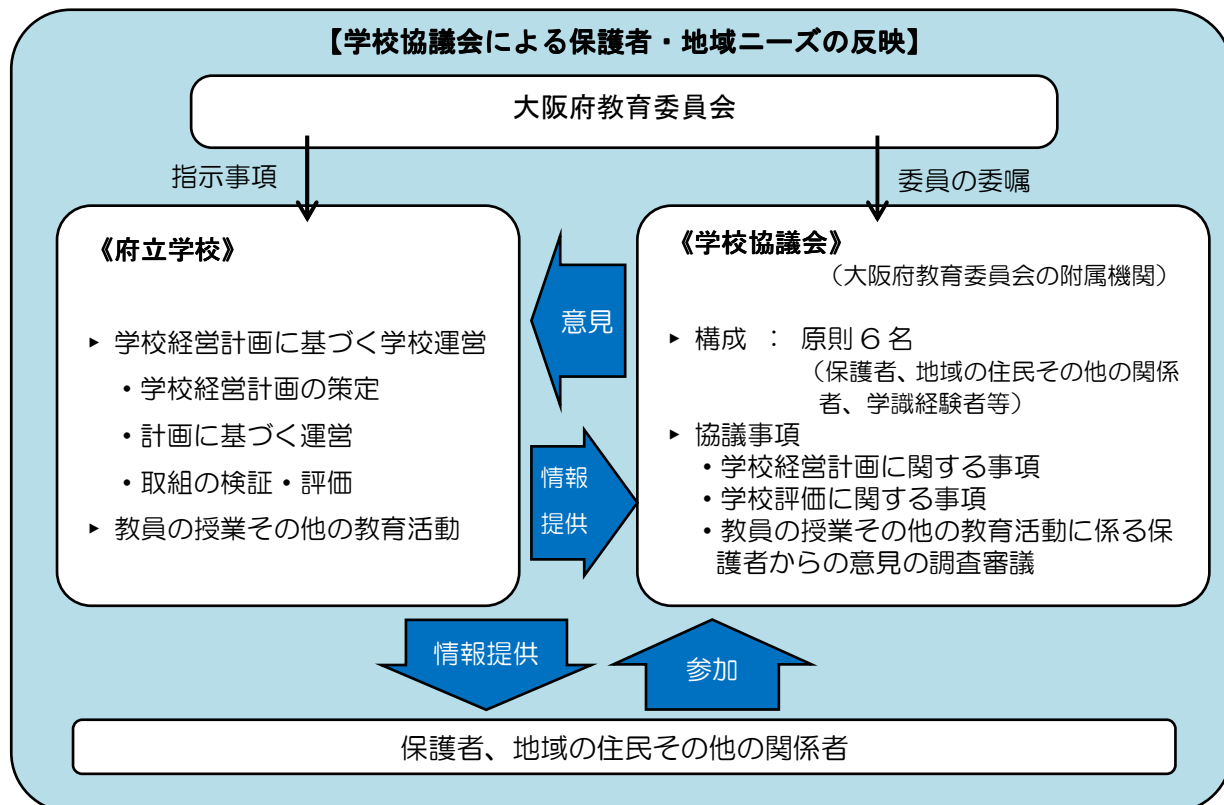 【学校協議会による保護者・地域ニーズの反映】
大阪府教育委員会
指示事項
委員の委嘱
《府立学校》
▸ 学校経営計画に基づく学校運営
・学校経営計画の策定
・計画に基づく運営
・取組の検証・評価
▸ 教員の授業その他の教育活動
意見
情報
提供
《学校協議会》
（大阪府教育委員会の附属機関）
▸ 構成 ： 原則６名
（保護者、地域の住民その他の関係
者、学識経験者等）
▸ 協議事項
・学校経営計画に関する事項
・学校評価に関する事項
・教員の授業その他の教育活動に係る保
護者からの意見の調査審議
情報提供
参加
保護者、地域の住民その他の関係者